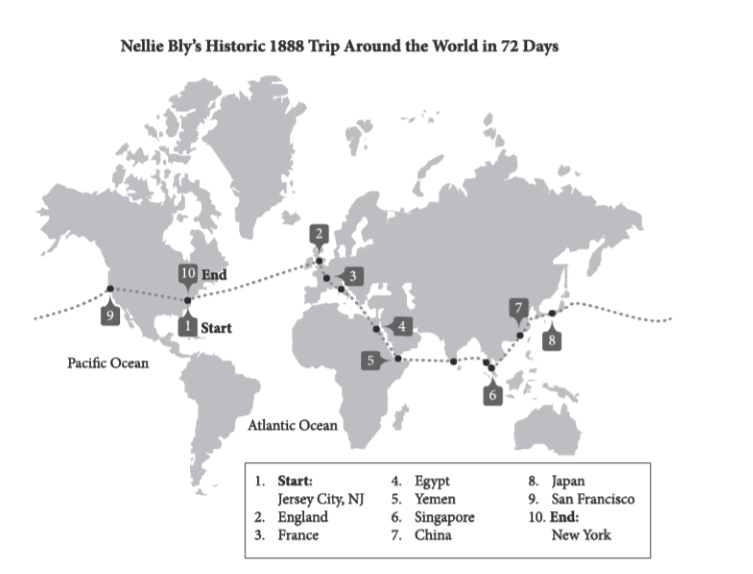 Nellie Bly's Historic 1888 Trip Around the World in 72 Days
2
10 End
3
9
1 Start
4
7
8
5
6
Pacific Ocean
Atlantic Ocean
1. Start:
Jersey City, NJ
2. England
3. France
4. Egypt
5. Yemen
6. Singapore
7. China
8. Japan
9. San Francisco
10. End:
New York